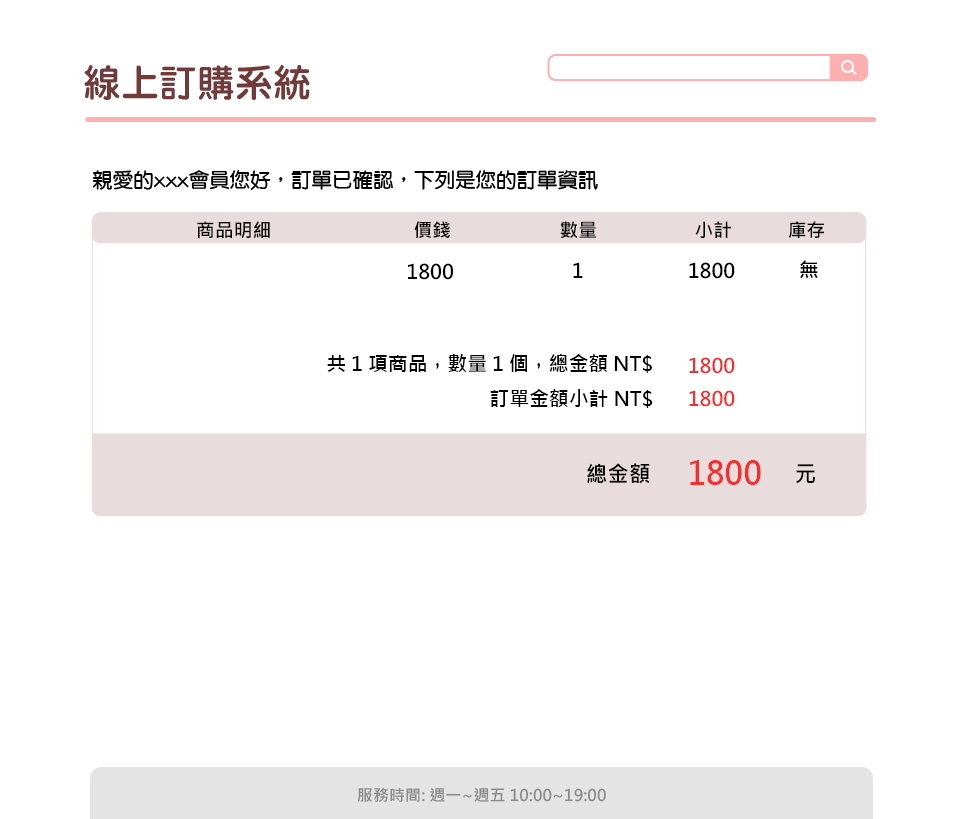 線上訂購系統
親愛的×××會員您好，訂單已確認，下列是您的訂單資訊
商品明細 價錢 數量 小計 庫存
1800 1 1800 無
共 1 項商品，數量 1 個，總金額 NT$ 1800
訂單金額小計 NT$ 1800
總金額 1800 元
服務時間: 週一~週五 10:00~19:00